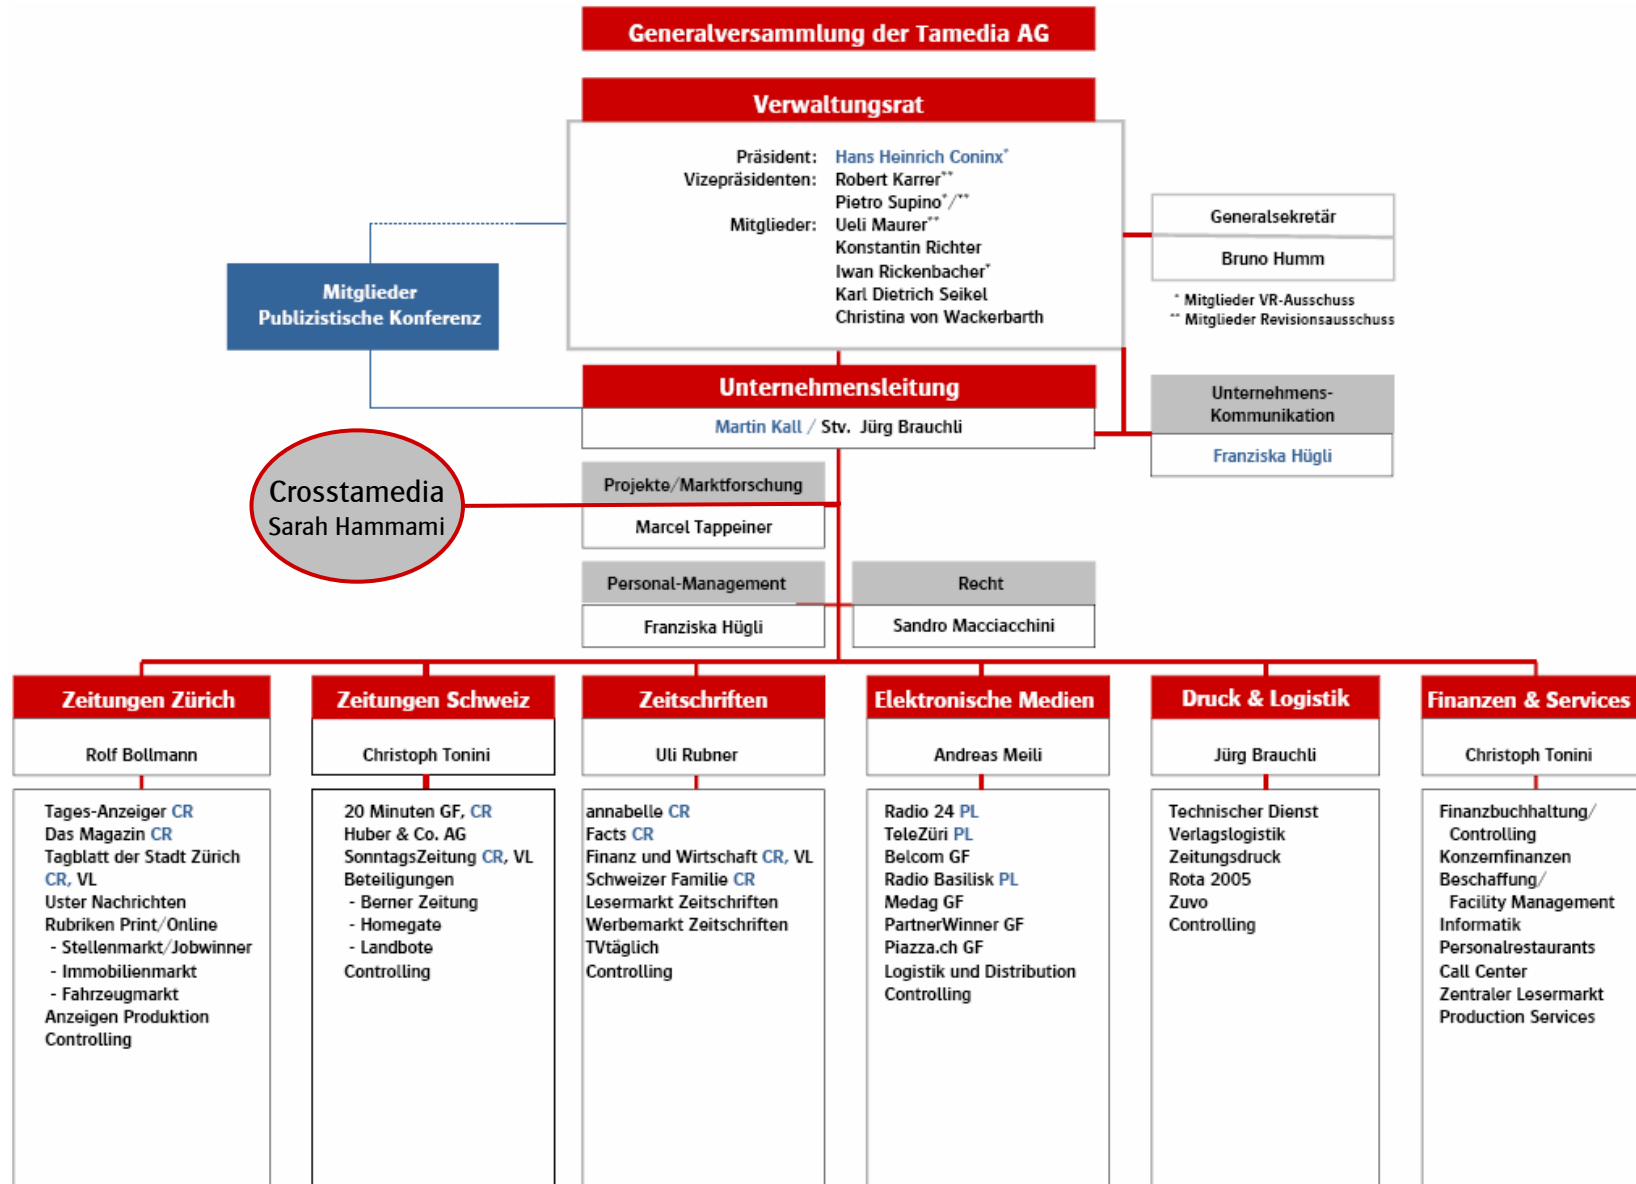 Generalversammlung der Tamedia AG
Verwaltungsrat
Präsident: Hans Heinrich Coninx*
Vizepräsidenten: Robert Karrer**
Pietro Supino*/**
Mitglieder: Ueli Maurer**
Konstantin Richter
Iwan Rickenbacher*
Karl Dietrich Seikel
Christina von Wackerbarth
Generalsekretär
Bruno Humm
* Mitglieder VR-Ausschuss
** Mitglieder Revisionsausschuss
Mitglieder
Publizistische Konferenz
Unternehmensleitung
Martin Kall / Stv. Jürg Brauchli
Unternehmens-
Kommunikation
Franziska Hügli
Crosstamedia
Sarah Hammami
Projekte/Marktforschung
Marcel Tappeiner
Personal-Management
Franziska Hügli
Recht
Sandro Macciacchini
Zeitungen Zürich
Rolf Bollmann
Tages-Anzeiger CR
Das Magazin CR
Tagblatt der Stadt Zürich
CR, VL
Uster Nachrichten
Rubriken Print/Online
- Stellenmarkt/Jobwinner
- Immobilienmarkt
- Fahrzeugmarkt
Anzeigen Produktion
Controlling
Zeitungen Schweiz
Christoph Tonini
20 Minuten GF, CR
Huber & Co. AG
SonntagsZeitung CR, VL
Beteiligungen
- Berner Zeitung
- Homegate
- Landbote
Controlling
Zeitschriften
Uli Rubner
annabelle CR
Facts CR
Finanz und Wirtschaft CR, VL
Schweizer Familie CR
Lesermarkt Zeitschriften
Werbemarkt Zeitschriften
TVtäglich
Controlling
Elektronische Medien
Andreas Meili
Radio 24 PL
TeleZüri PL
Belcom GF
Radio Basilisk PL
Medag GF
PartnerWinner GF
Piazza.ch GF
Logistik und Distribution
Controlling
Druck & Logistik
Jürg Brauchli
Technischer Dienst
Verlagslogistik
Zeitungsdruck
Rota 2005
Zuvo
Controlling
Finanzen & Services
Christoph Tonini
Finanzbuchhaltung/
Controlling
Konzernfinanzen
Beschaffung/
Facility Management
Informatik
Personalrestaurants
Call Center
Zentraler Lesermarkt
Production Services